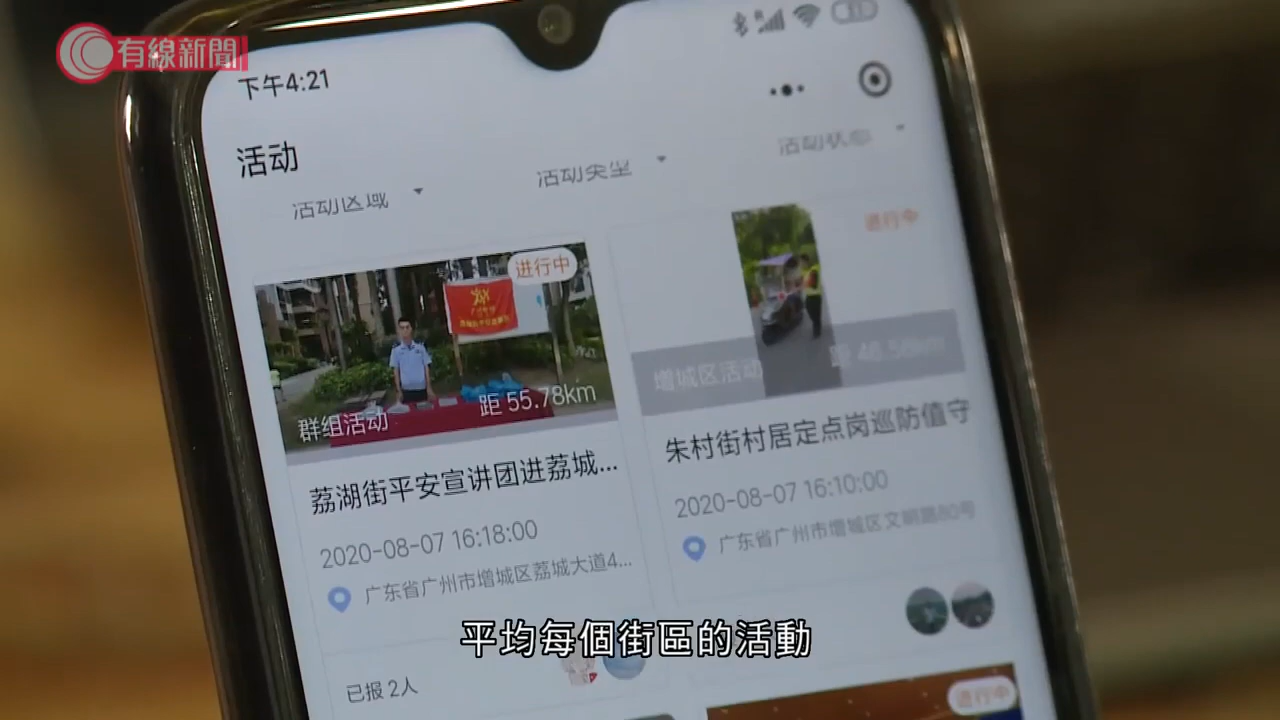 有線新聞
下午4:21
活动
活动区域
活动类型
活动状态
进行中
进行中
群组活动
距 55.78km
增城区活动
距 46.56km
荔湖街平安宣讲团进荔城...
朱村街村居定点岗巡防值守
2020-08-07 16:18:00
2020-08-07 16:10:00
广东省广州市增城区荔城大道4...
广东省广州市增城区文明路80号
已报 2人
进行中
平均每個街區的活動